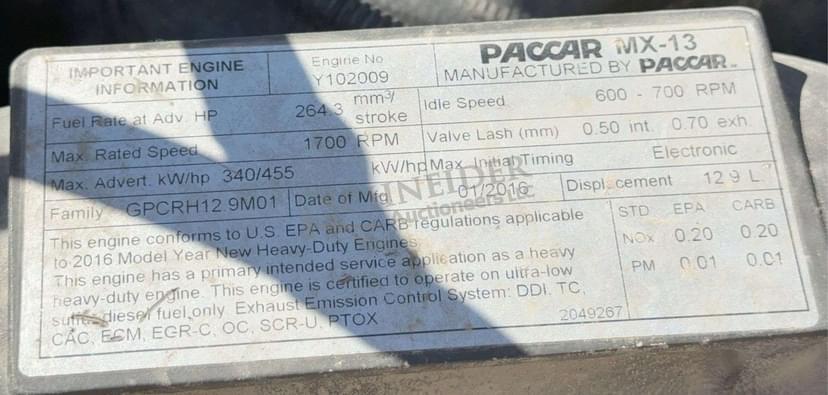 IMPORTANT ENGINE
INFORMATION
Engine No
Y102009
PACCAR MX-13
MANUFACTURED BY PACCAR
Fuel Rate at Adv. HP 264.3 mm³/
stroke
Idle Speed 600 - 700 RPM
Max. Rated Speed 1700 RPM
Valve Lash (mm) 0.50 int. 0.70 exh.
Max. Advert. kW/hp 340/455 kW/hp
Max. Initial Timing Electronic
Family GPCRH12.9M01
Date of Mfg. 01/2016
Displacement 12.9 L
SCHNEIDER
Auctioneers LLC
This engine conforms to U.S. EPA and CARB regulations applicable
to 2016 Model Year New Heavy-Duty Engines
This engine has a primary intended service application as a heavy
heavy-duty engine. This engine is certified to operate on ultra-low
sulfur diesel fuel only Exhaust Emission Control System: DDI, TC,
CAC, ECM, EGR-C, OC, SCR-U, PTOX
STD EPA CARB
NOx 0.20 0.20
PM 0.01 0.01
2049267